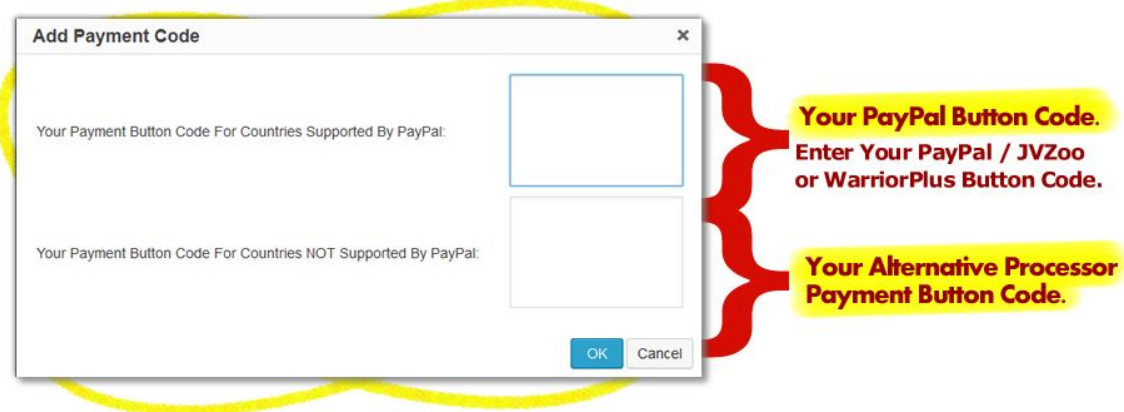 Add Payment Code ×
Your Payment Button Code For Countries Supported By PayPal:
Your PayPal Button Code.
Enter Your PayPal / JVZoo
or WarriorPlus Button Code.
Your Payment Button Code For Countries NOT Supported By PayPal:
Your Alternative Processor
Payment Button Code.
OK Cancel